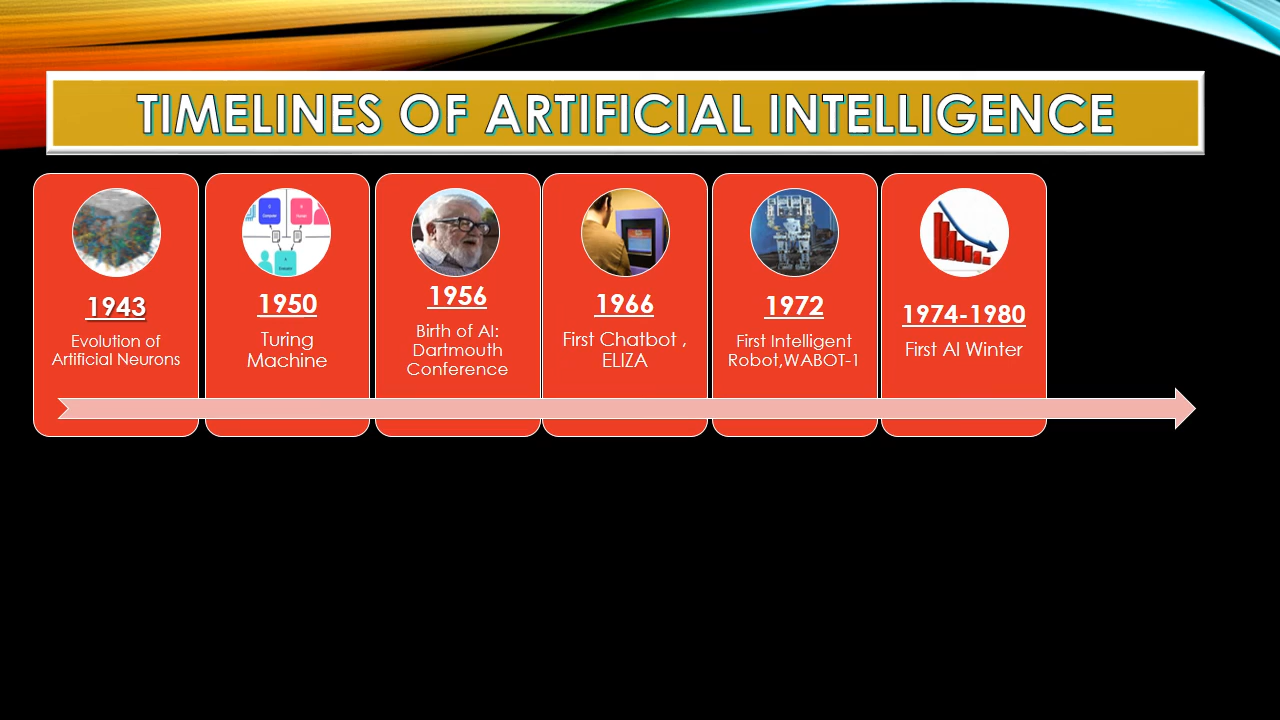 TIMELINES OF ARTIFICIAL INTELLIGENCE
1943
Evolution of
Artificial Neurons
1950
Turing
Machine
1956
Birth of AI:
Dartmouth
Conference
1966
First Chatbot ,
ELIZA
1972
First Intelligent
Robot,WABOT-1
1974-1980
First AI Winter